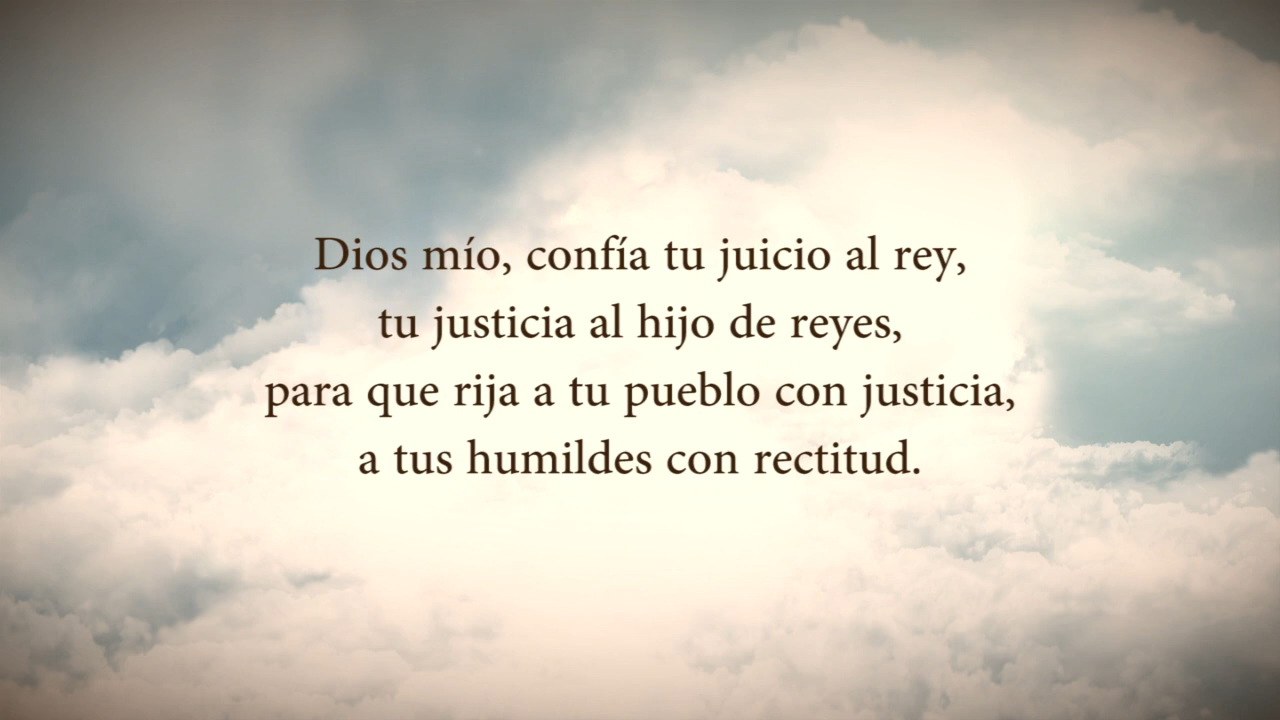 Dios mío, confía tu juicio al rey,
tu justicia al hijo de reyes,
para que rija a tu pueblo con justicia,
a tus humildes con rectitud.